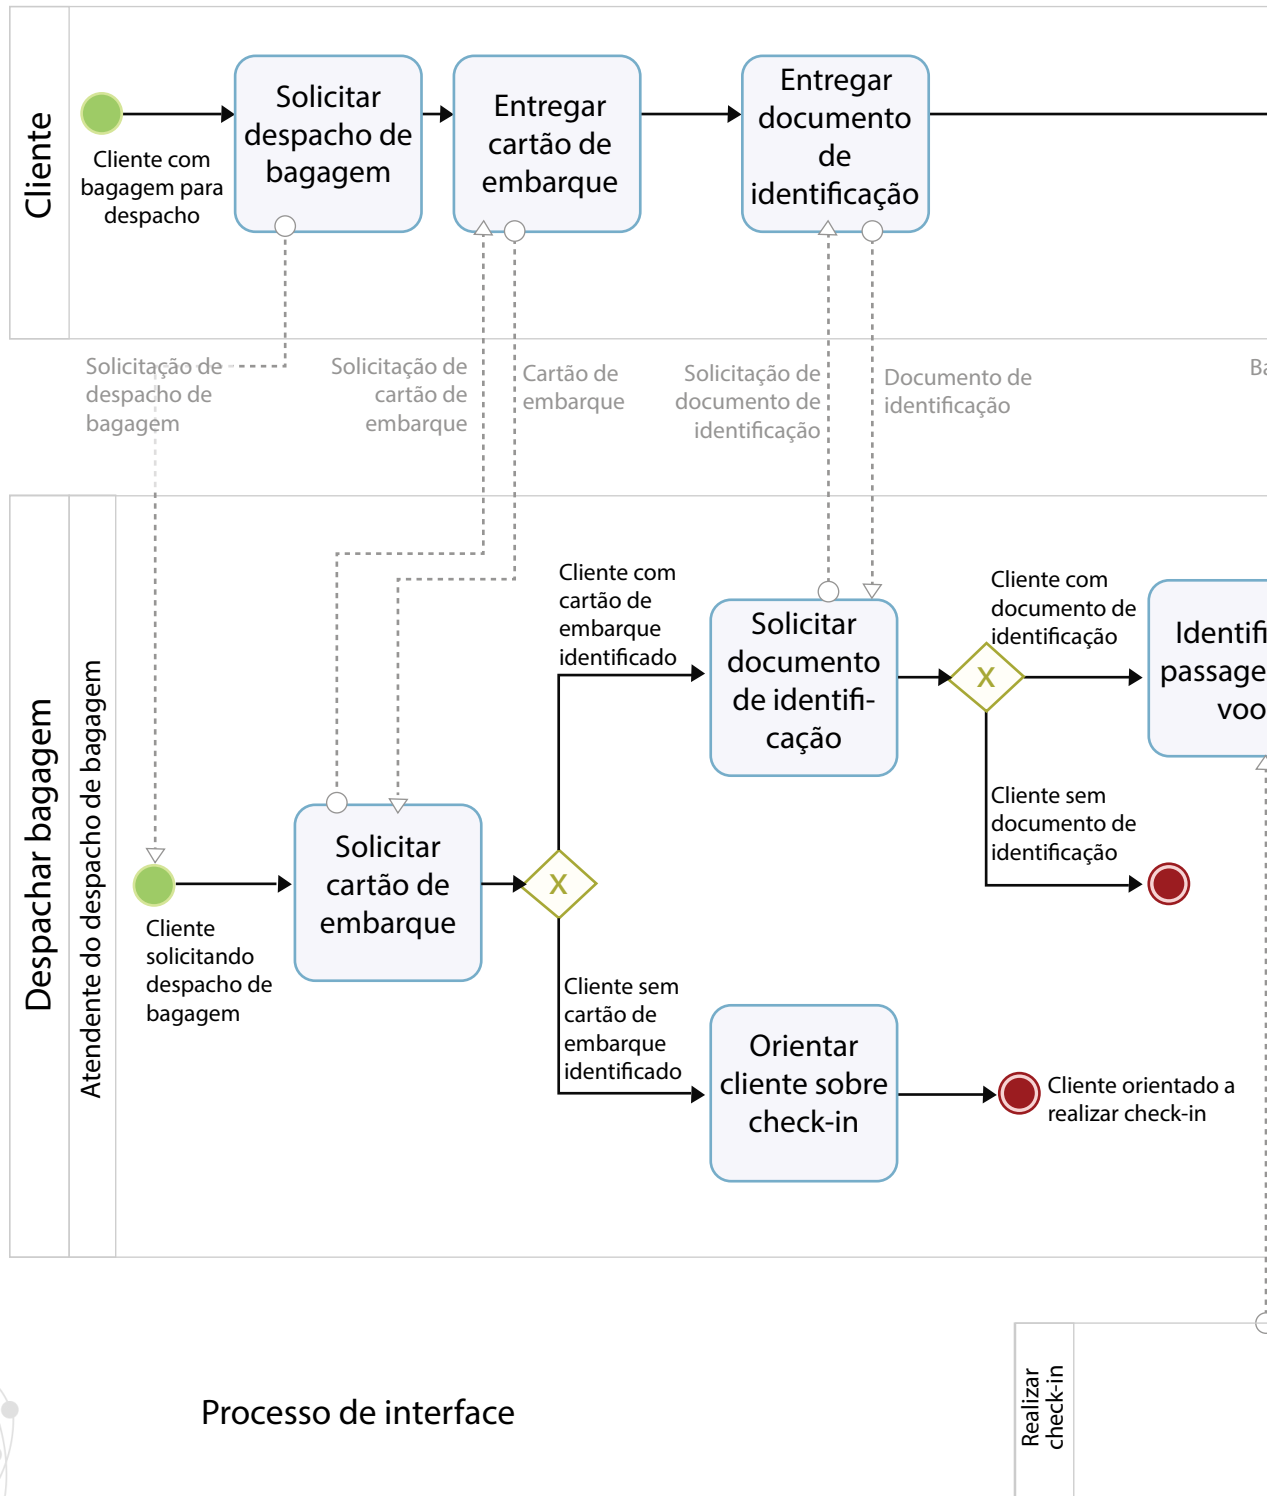 Cliente
Cliente com
bagagem para
despacho
Solicitar
despacho de
bagagem
Entregar
cartão de
embarque
Entregar
documento
de
identificação
Solicitação de
despacho de
bagagem
Solicitação de
cartão de
embarque
Cartão de
embarque
Solicitação de
documento de
identificação
Documento de
identificação
Ba
Despachar bagagem
Atendente do despacho de bagagem
Cliente
solicitando
despacho de
bagagem
Solicitar
cartão de
embarque
X
Cliente com
cartão de
embarque
identificado
Solicitar
documento
de identifi-
cação
X
Cliente com
documento de
identificação
Identifi
passage
voo
Cliente sem
documento de
identificação
Cliente sem
cartão de
embarque
identificado
Orientar
cliente sobre
check-in
Cliente orientado a
realizar check-in
Processo de interface
Realizar
check-in